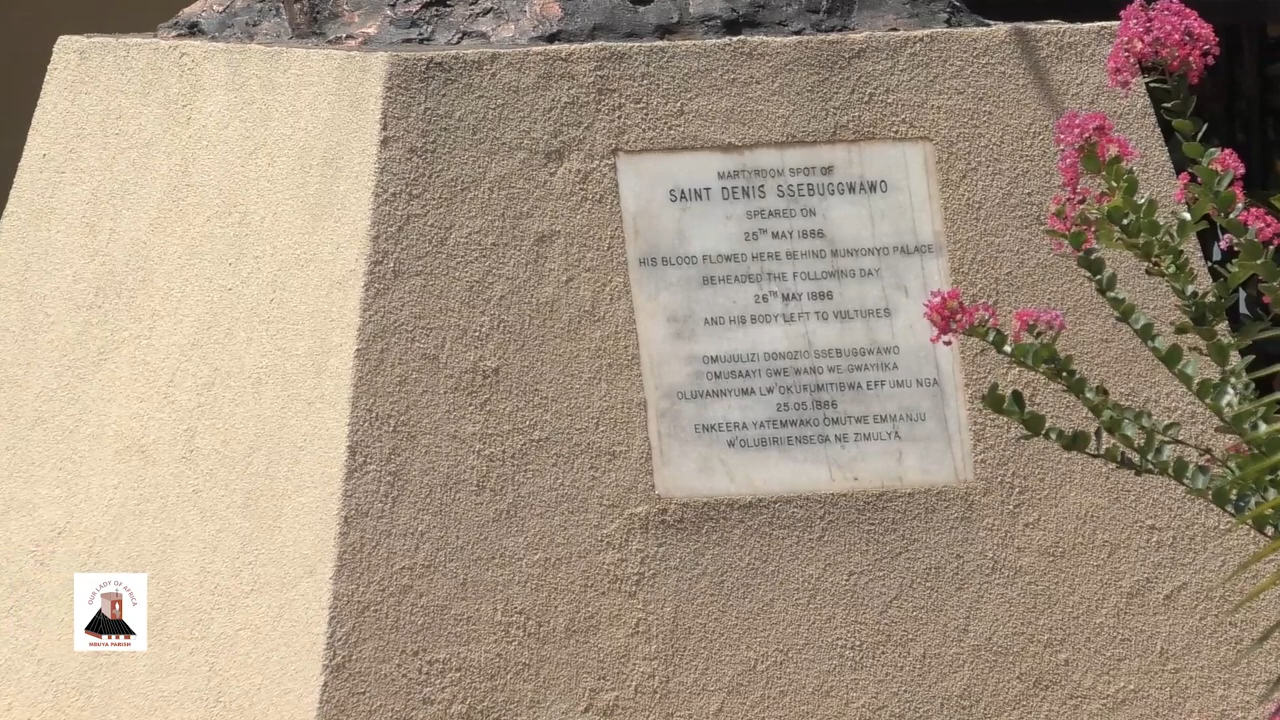 MARTYRDOM SPOT OF
SAINT DENIS SSEBUGGWAWO
SPEARED ON
25TH MAY 1886
HIS BLOOD FLOWED HERE BEHIND MUNYONYO PALACE
BEHEADED THE FOLLOWING DAY
26TH MAY 1886
AND HIS BODY LEFT TO VULTURES
OMUJULIZI DONOZIO SSEBUGGWAWO
OMUSAAYI GWE WANO WE GWAYIIKA
OLUVANNYUMA LW'OKUFUMITIBWA EFFUMU NGA
25.05.1886
ENKEERA YATEMWAKO OMUTWE EMMANJU
W'OLUBIRI ENSEGA NE ZIMULYA
OUR LADY OF AFRICA
MBUYA PARISH